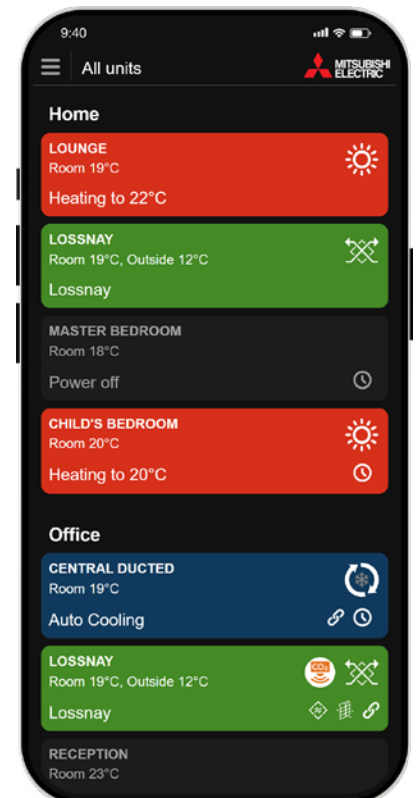 9:40
All units
MITSUBISHI
ELECTRIC
Home
LOUNGE
Room 19°C
Heating to 22°C
LOSSNAY
Room 19°C, Outside 12°C
Lossnay
MASTER BEDROOM
Room 18°C
Power off
CHILD'S BEDROOM
Room 20°C
Heating to 20°C
Office
CENTRAL DUCTED
Room 19°C
Auto Cooling
LOSSNAY
Room 19°C, Outside 12°C
CO₂
Lossnay
RECEPTION
Room 23°C